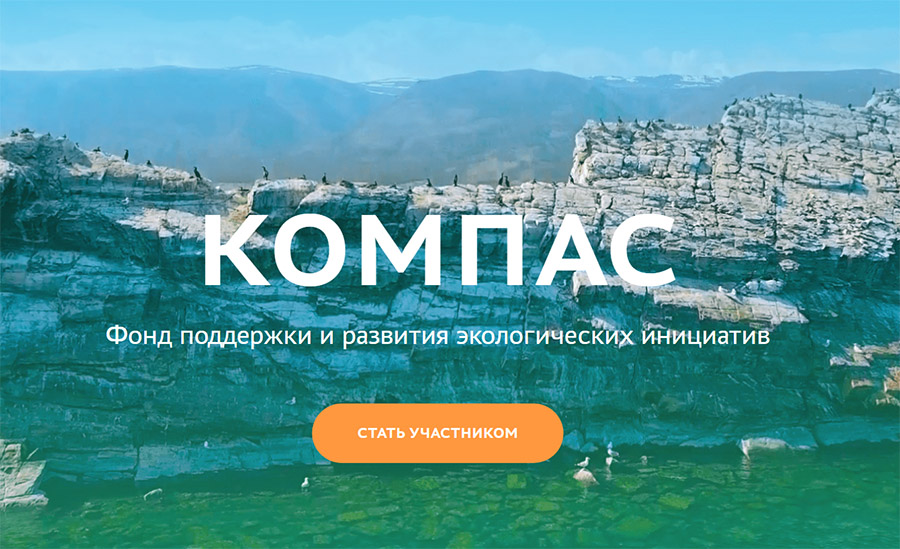 КОМПАС
Фонд поддержки и развития экологических инициатив
СТАТЬ УЧАСТНИКОМ